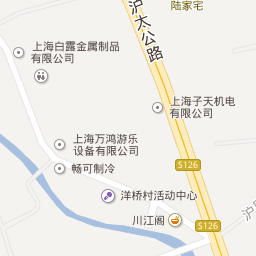 陆家宅
沪太公路
上海白露金属制品
有限公司
上海子天机电
有限公司
上海万鸿游乐
设备有限公司
畅可制冷
S126
洋桥村活动中心
川江阁
S126
沪